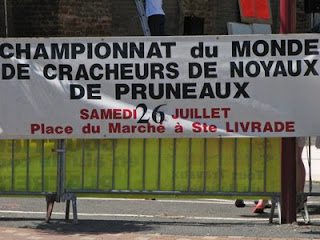 CHAMPIONNAT du MONDE
DE CRACHEURS DE NOYAUX
DE PRUNEAUX
SAMEDI 26 JUILLET
Place du Marché à Ste LIVRADE